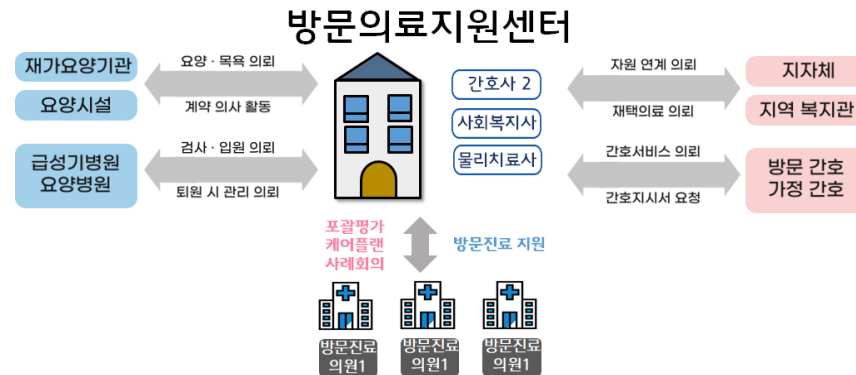 방문의료지원센터
재가요양기관
요양시설
요양 · 목욕 의뢰
계약 의사 활동
급성기병원
요양병원
검사 · 입원 의뢰
퇴원 시 관리 의뢰
간호사 2
사회복지사
물리치료사
자원 연계 의뢰
재택의료 의뢰
지자체
지역 복지관
간호서비스 의뢰
간호지시서 요청
방문 간호
가정 간호
포괄평가
케어플랜
사례회의
방문진료 지원
방문진료
의원1
방문진료
의원1
방문진료
의원1